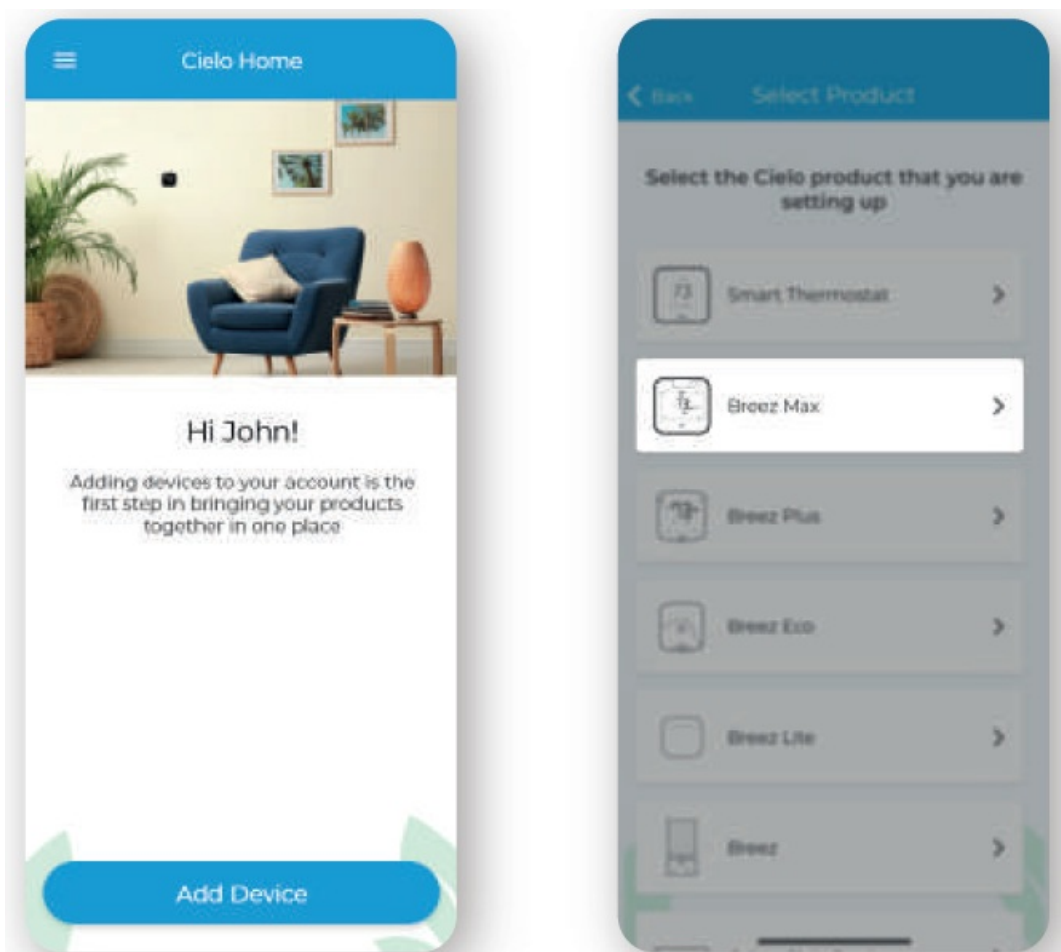 Cielo Home
Hi John!
Adding devices to your account is the
first step in bringing your products
together in one place
Add Device
Back
Select Product
Select the Cielo product that you are
setting up
73
Smart Thermostat
Breez Max
Breez Plus
Breez Eco
Breez Lite
Breez